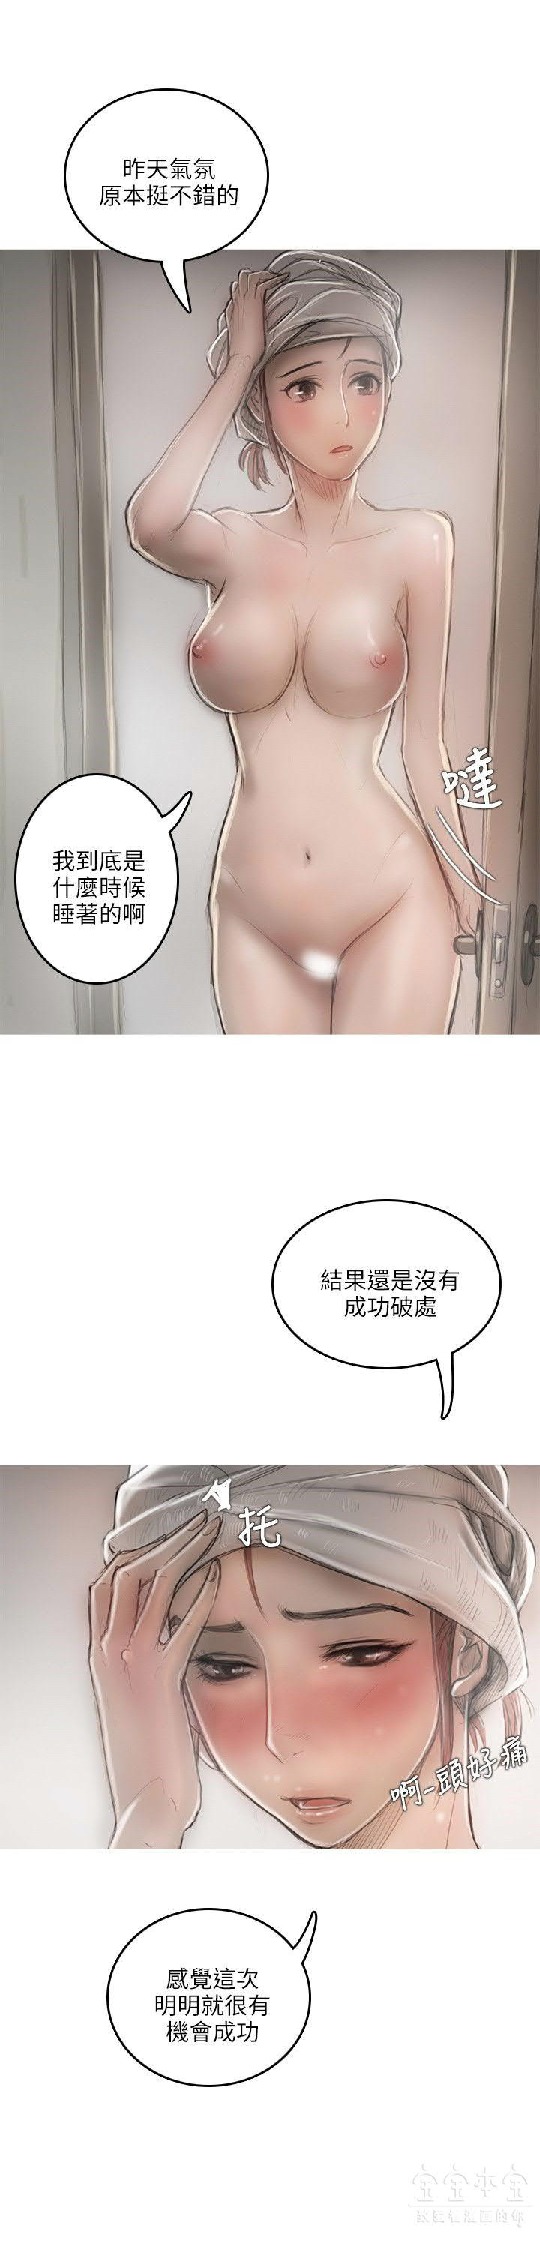 昨天氣氛
原本挺不錯的
噠
我到底是
什麼時候
睡著的啊
結果還是沒有
成功破處
托
啊-頭好痛
感覺這次
明明就很有
機會成功